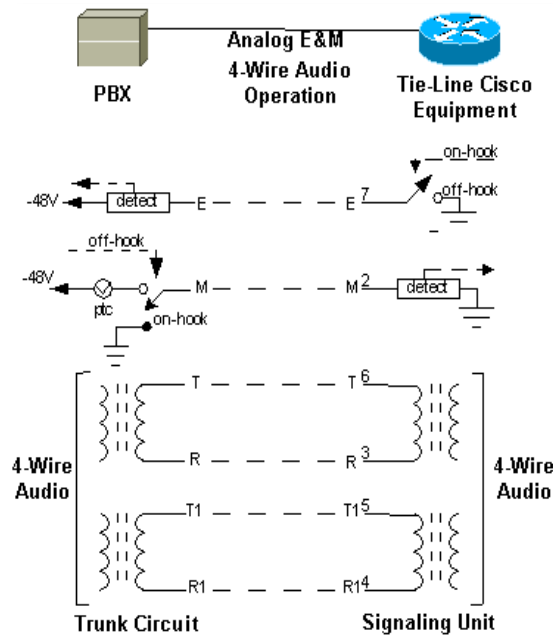 Analog E&M
4-Wire Audio
Operation
PBX
Tie-Line Cisco
Equipment
on-hook
-48V
detect
E
E
7
off-hook
off-hook
-48V
ptc
M
M
2
detect
on-hook
T
T
6
4-Wire
Audio
R
R
3
4-Wire
Audio
T1
T1
5
R1
R1
4
Trunk Circuit
Signaling Unit